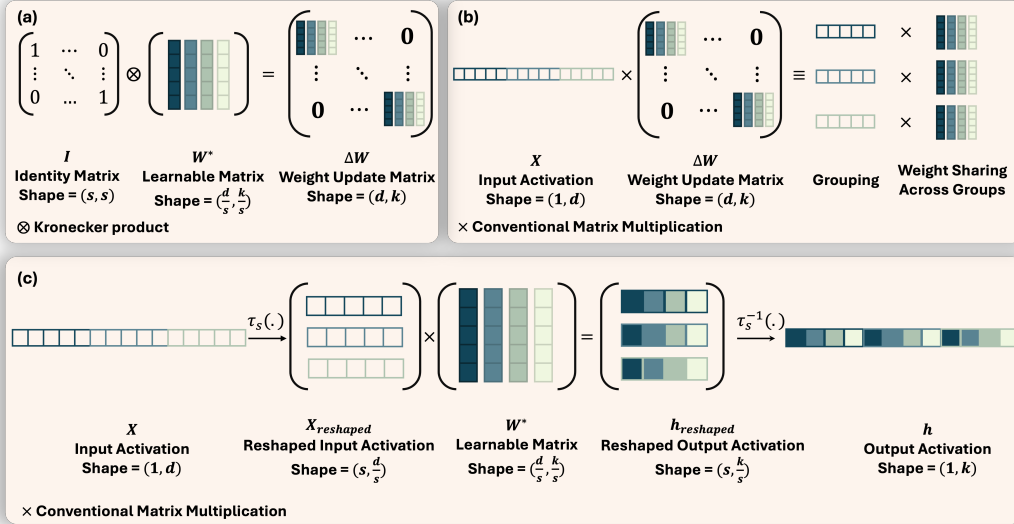 (a)
1 ⋯ 0
⋮ ⋱ ⋮
0 … 1
⊗
=
⋯ 0
⋮ ⋱ ⋮
0 ⋯
I
Identity Matrix
Shape = (s, s)
W*
Learnable Matrix
Shape = (d/s, k/s)
ΔW
Weight Update Matrix
Shape = (d, k)
⊗ Kronecker product
(b)
×
⋯ 0
⋮ ⋱ ⋮
0 ⋯
≡
×
×
×
X
Input Activation
Shape = (1, d)
ΔW
Weight Update Matrix
Shape = (d, k)
Grouping
Weight Sharing
Across Groups
× Conventional Matrix Multiplication
(c)
τₛ(.)
×
=
τₛ⁻¹(.)
X
Input Activation
Shape = (1, d)
X_reshaped
Reshaped Input Activation
Shape = (s, d/s)
W*
Learnable Matrix
Shape = (d/s, k/s)
h_reshaped
Reshaped Output Activation
Shape = (s, k/s)
h
Output Activation
Shape = (1, k)
× Conventional Matrix Multiplication